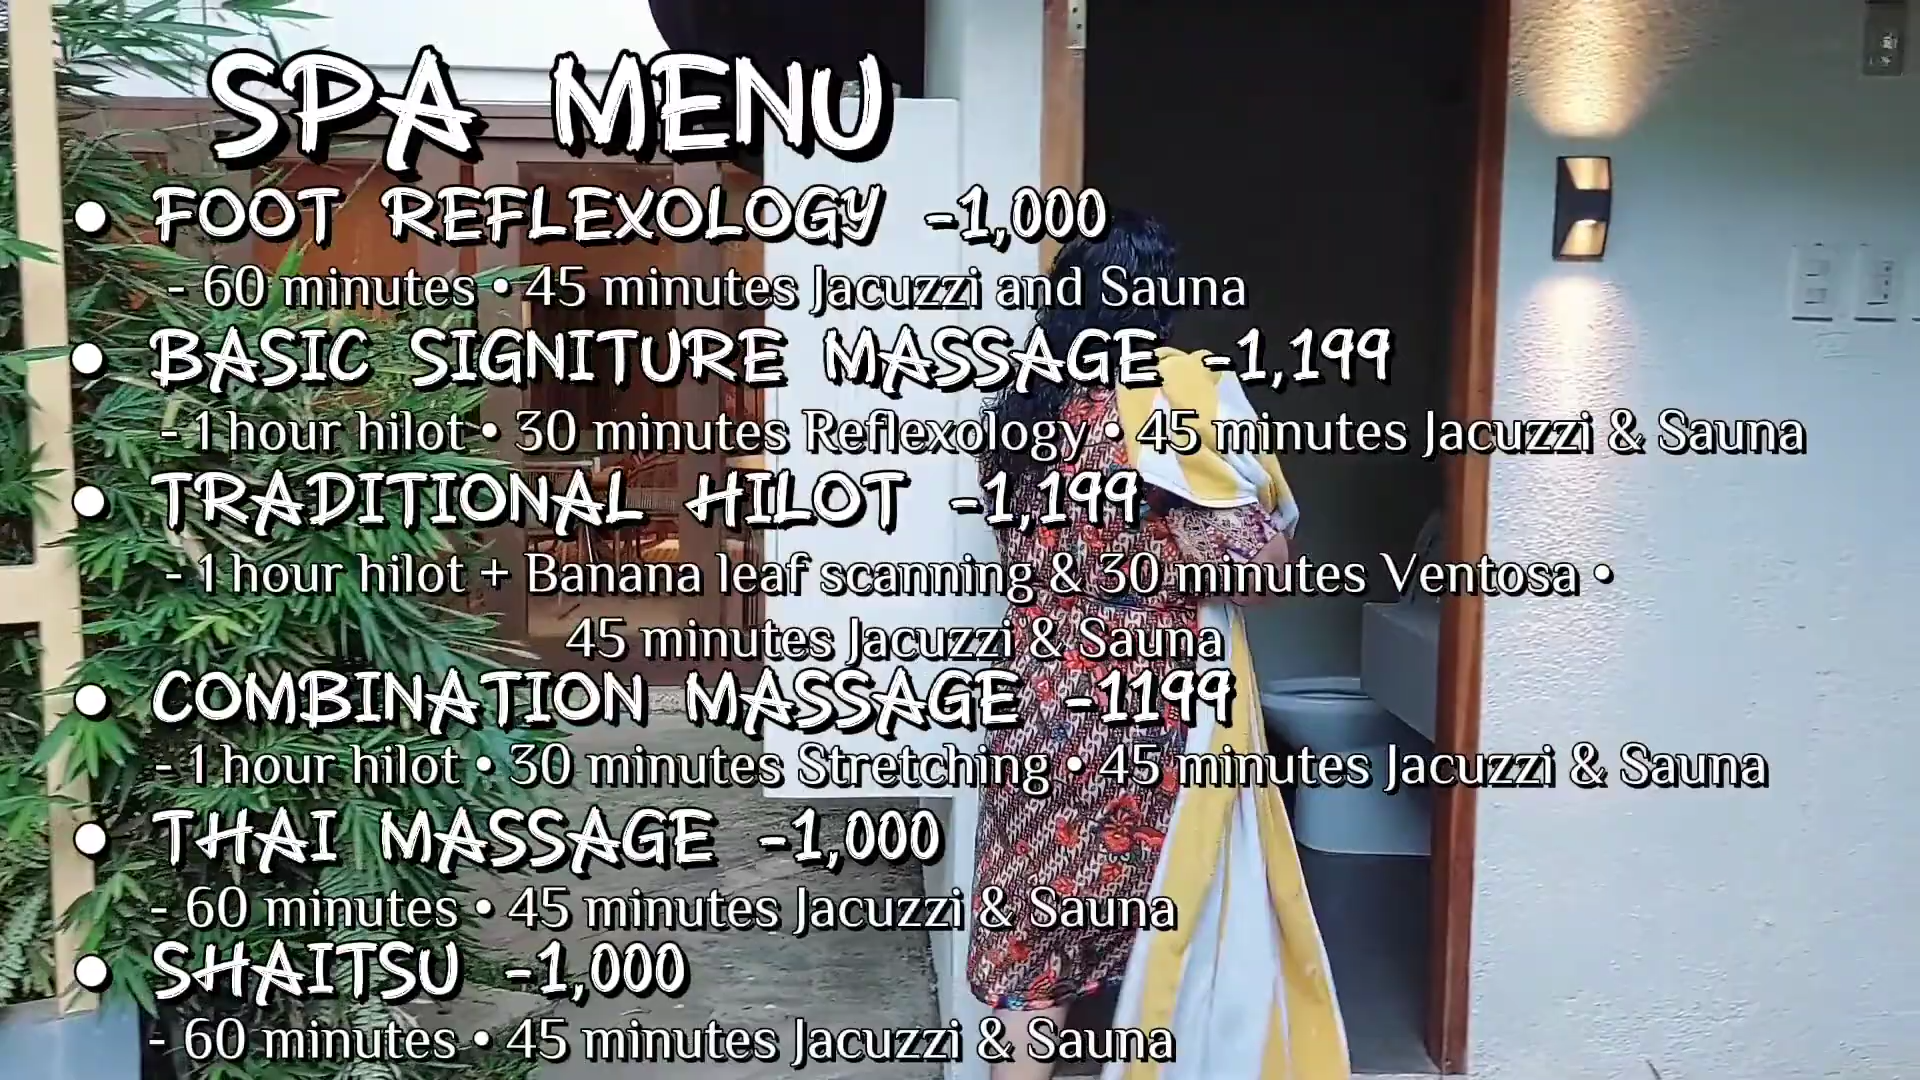 SPA MENU
• FOOT REFLEXOLOGY -1,000
- 60 minutes • 45 minutes Jacuzzi and Sauna
• BASIC SIGNITURE MASSAGE -1,199
- 1 hour hilot • 30 minutes Reflexology • 45 minutes Jacuzzi & Sauna
• TRADITIONAL HILOT -1,199
- 1 hour hilot + Banana leaf scanning & 30 minutes Ventosa •
45 minutes Jacuzzi & Sauna
• COMBINATION MASSAGE -1199
- 1 hour hilot • 30 minutes Stretching • 45 minutes Jacuzzi & Sauna
• THAI MASSAGE -1,000
- 60 minutes • 45 minutes Jacuzzi & Sauna
• SHAITSU -1,000
- 60 minutes • 45 minutes Jacuzzi & Sauna